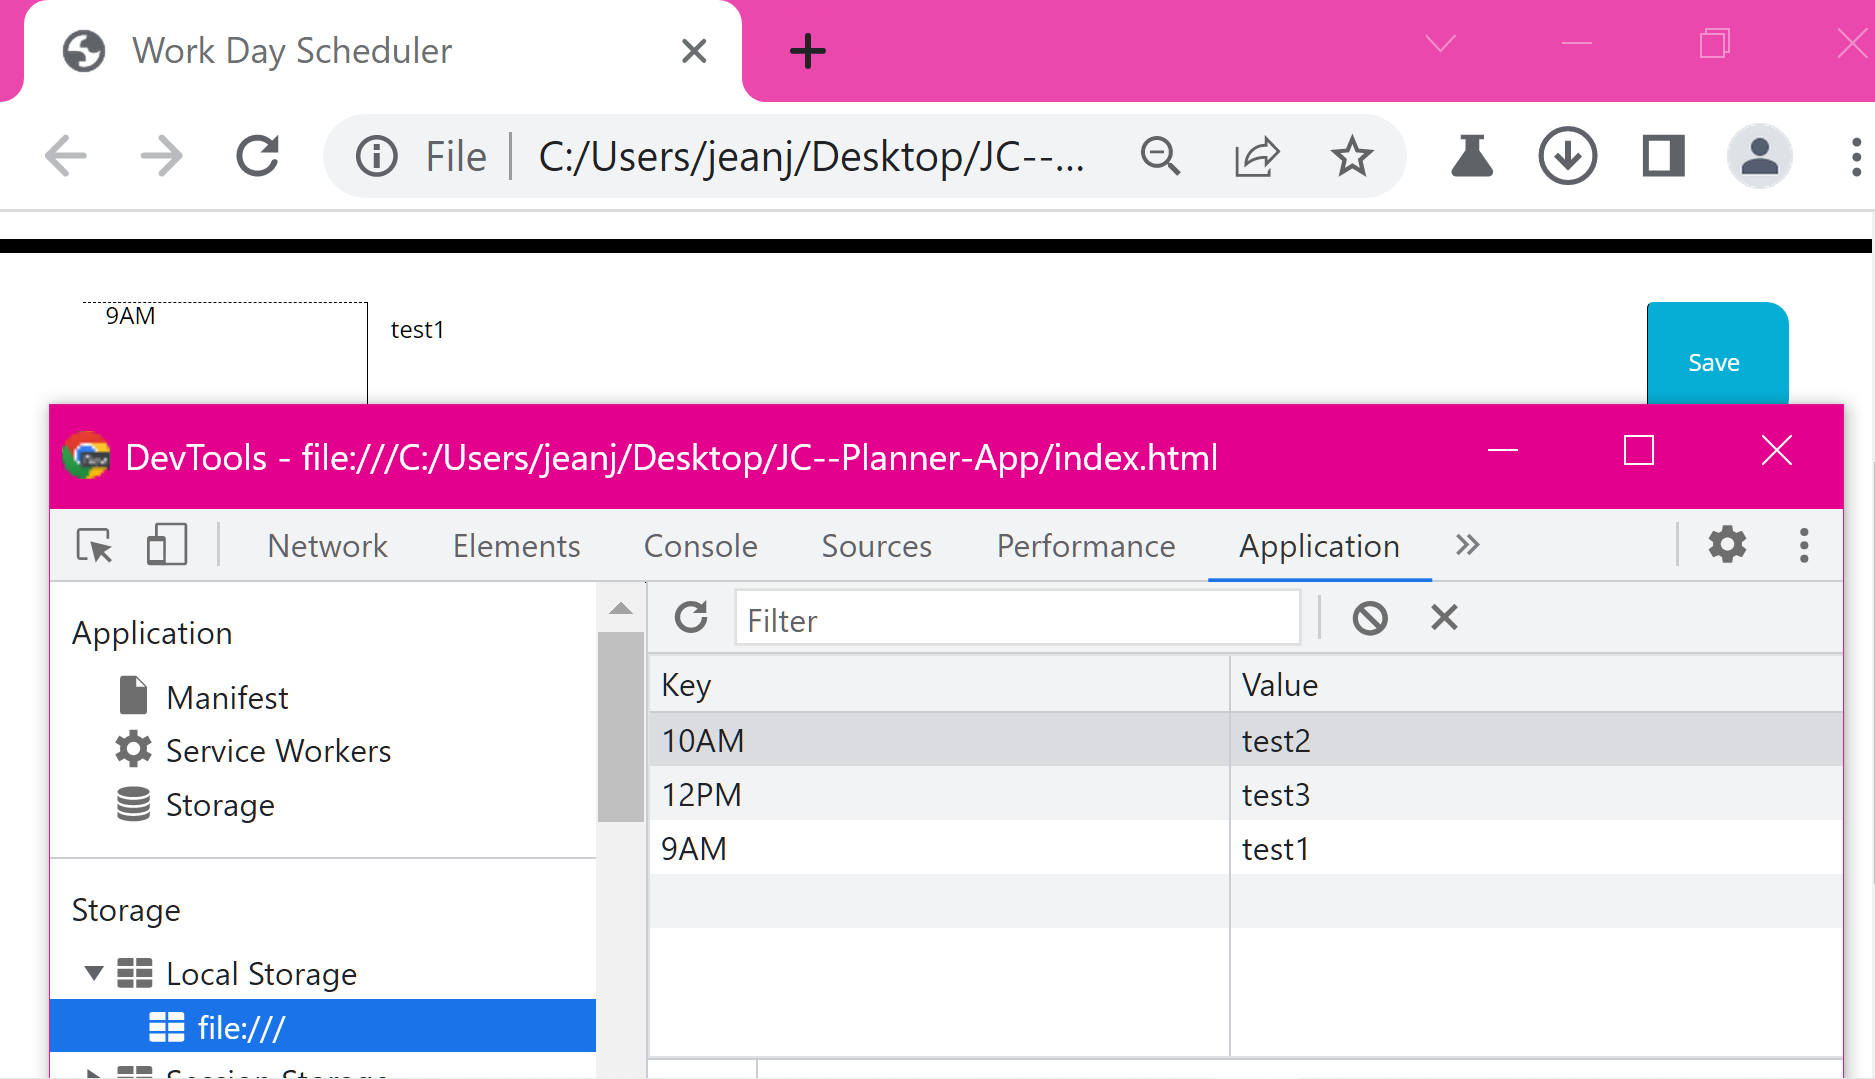 Work Day Scheduler
File C:/Users/jeanj/Desktop/JC--...
9AM
test1
Save
DevTools - file:///C:/Users/jeanj/Desktop/JC--Planner-App/index.html
Network Elements Console Sources Performance Application
Application
Filter
Manifest
Service Workers
Storage
Key Value
10AM test2
12PM test3
9AM test1
Storage
Local Storage
file:///
Session Storage